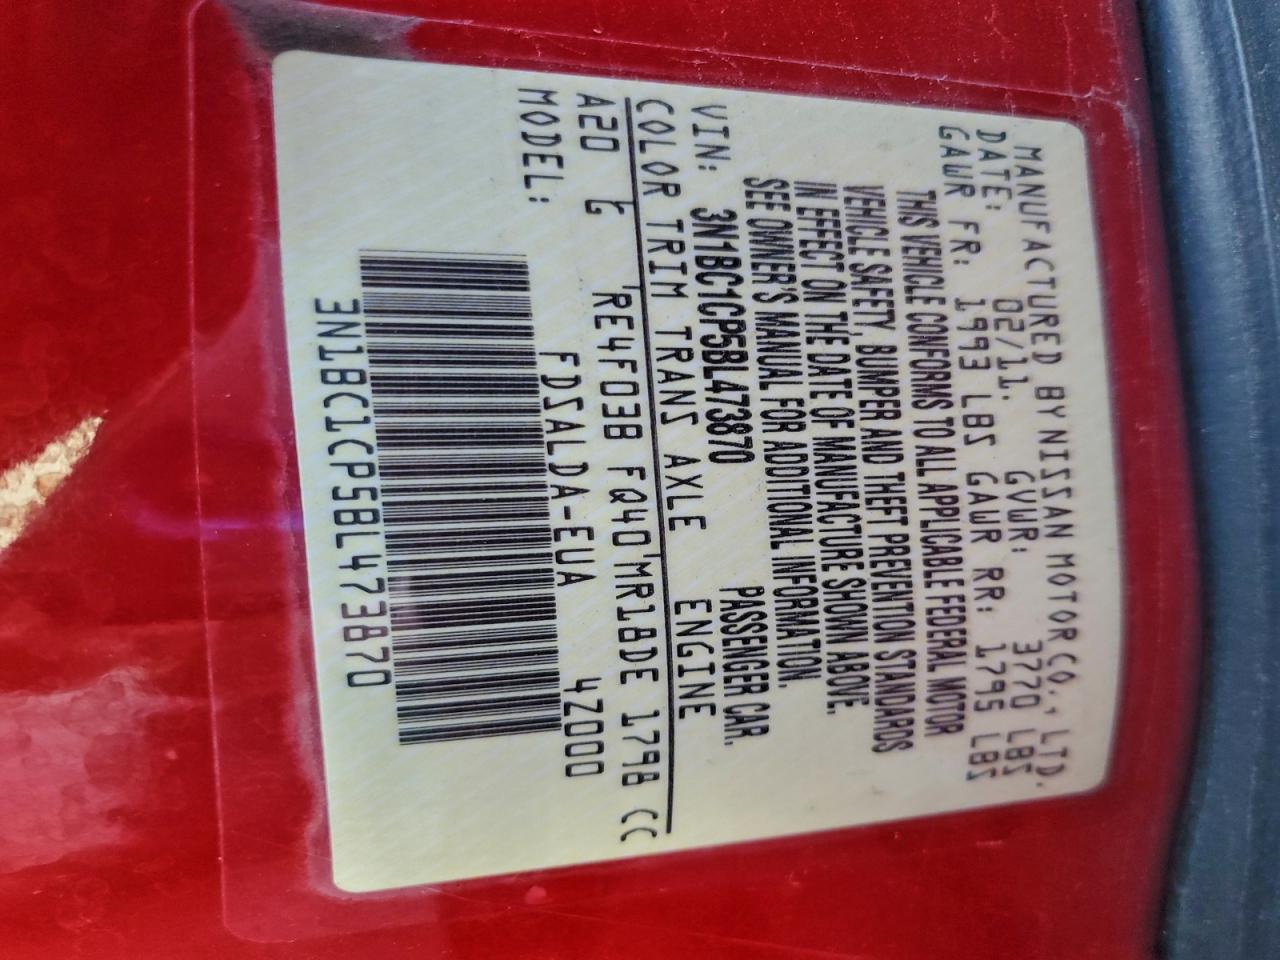 MANUFACTURED BY NISSAN MOTOR CO., LTD.
DATE: 02/11. GVWR: 3770 LBS
GAWR FR: 1993 LBS GAWR RR: 1795 LBS
THIS VEHICLE CONFORMS TO ALL APPLICABLE FEDERAL MOTOR
VEHICLE SAFETY, BUMPER AND THEFT PREVENTION STANDARDS
IN EFFECT ON THE DATE OF MANUFACTURE SHOWN ABOVE.
SEE OWNER'S MANUAL FOR ADDITIONAL INFORMATION.
VIN: 3N1BC1CP5BL473870 PASSENGER CAR.
COLOR TRIM TRANS AXLE ENGINE
A20 G RE4F03B FQ40 MR18DE 1798 CC
MODEL: FDSALDA-EUA 4Z000
3N1BC1CP5BL473870